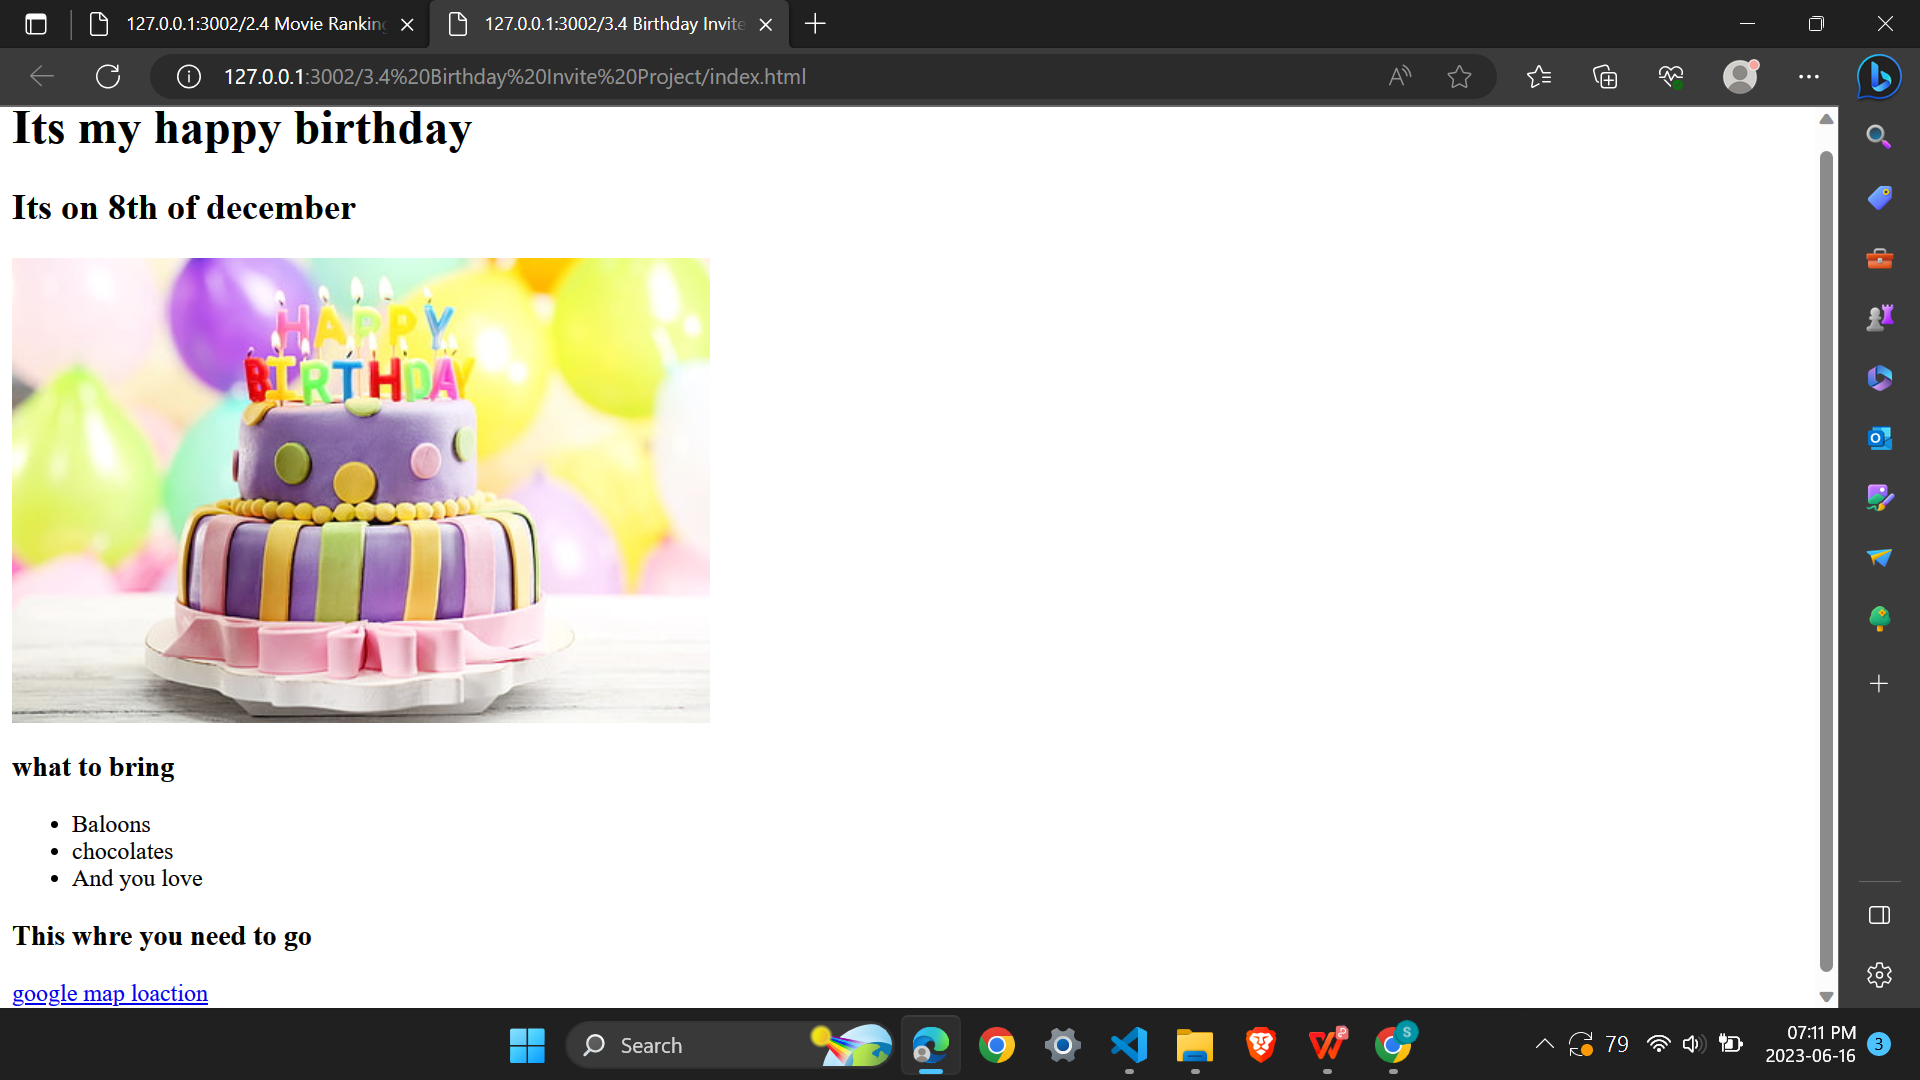 127.0.0.1:3002/2.4 Movie Ranking
127.0.0.1:3002/3.4 Birthday Invite
127.0.0.1:3002/3.4%20Birthday%20Invite%20Project/index.html
Its my happy birthday
Its on 8th of december
HAPPY
BIRTHDAY
what to bring
Baloons
chocolates
And you love
This whre you need to go
google map loaction
Search
79
07:11 PM
2023-06-16
3
S